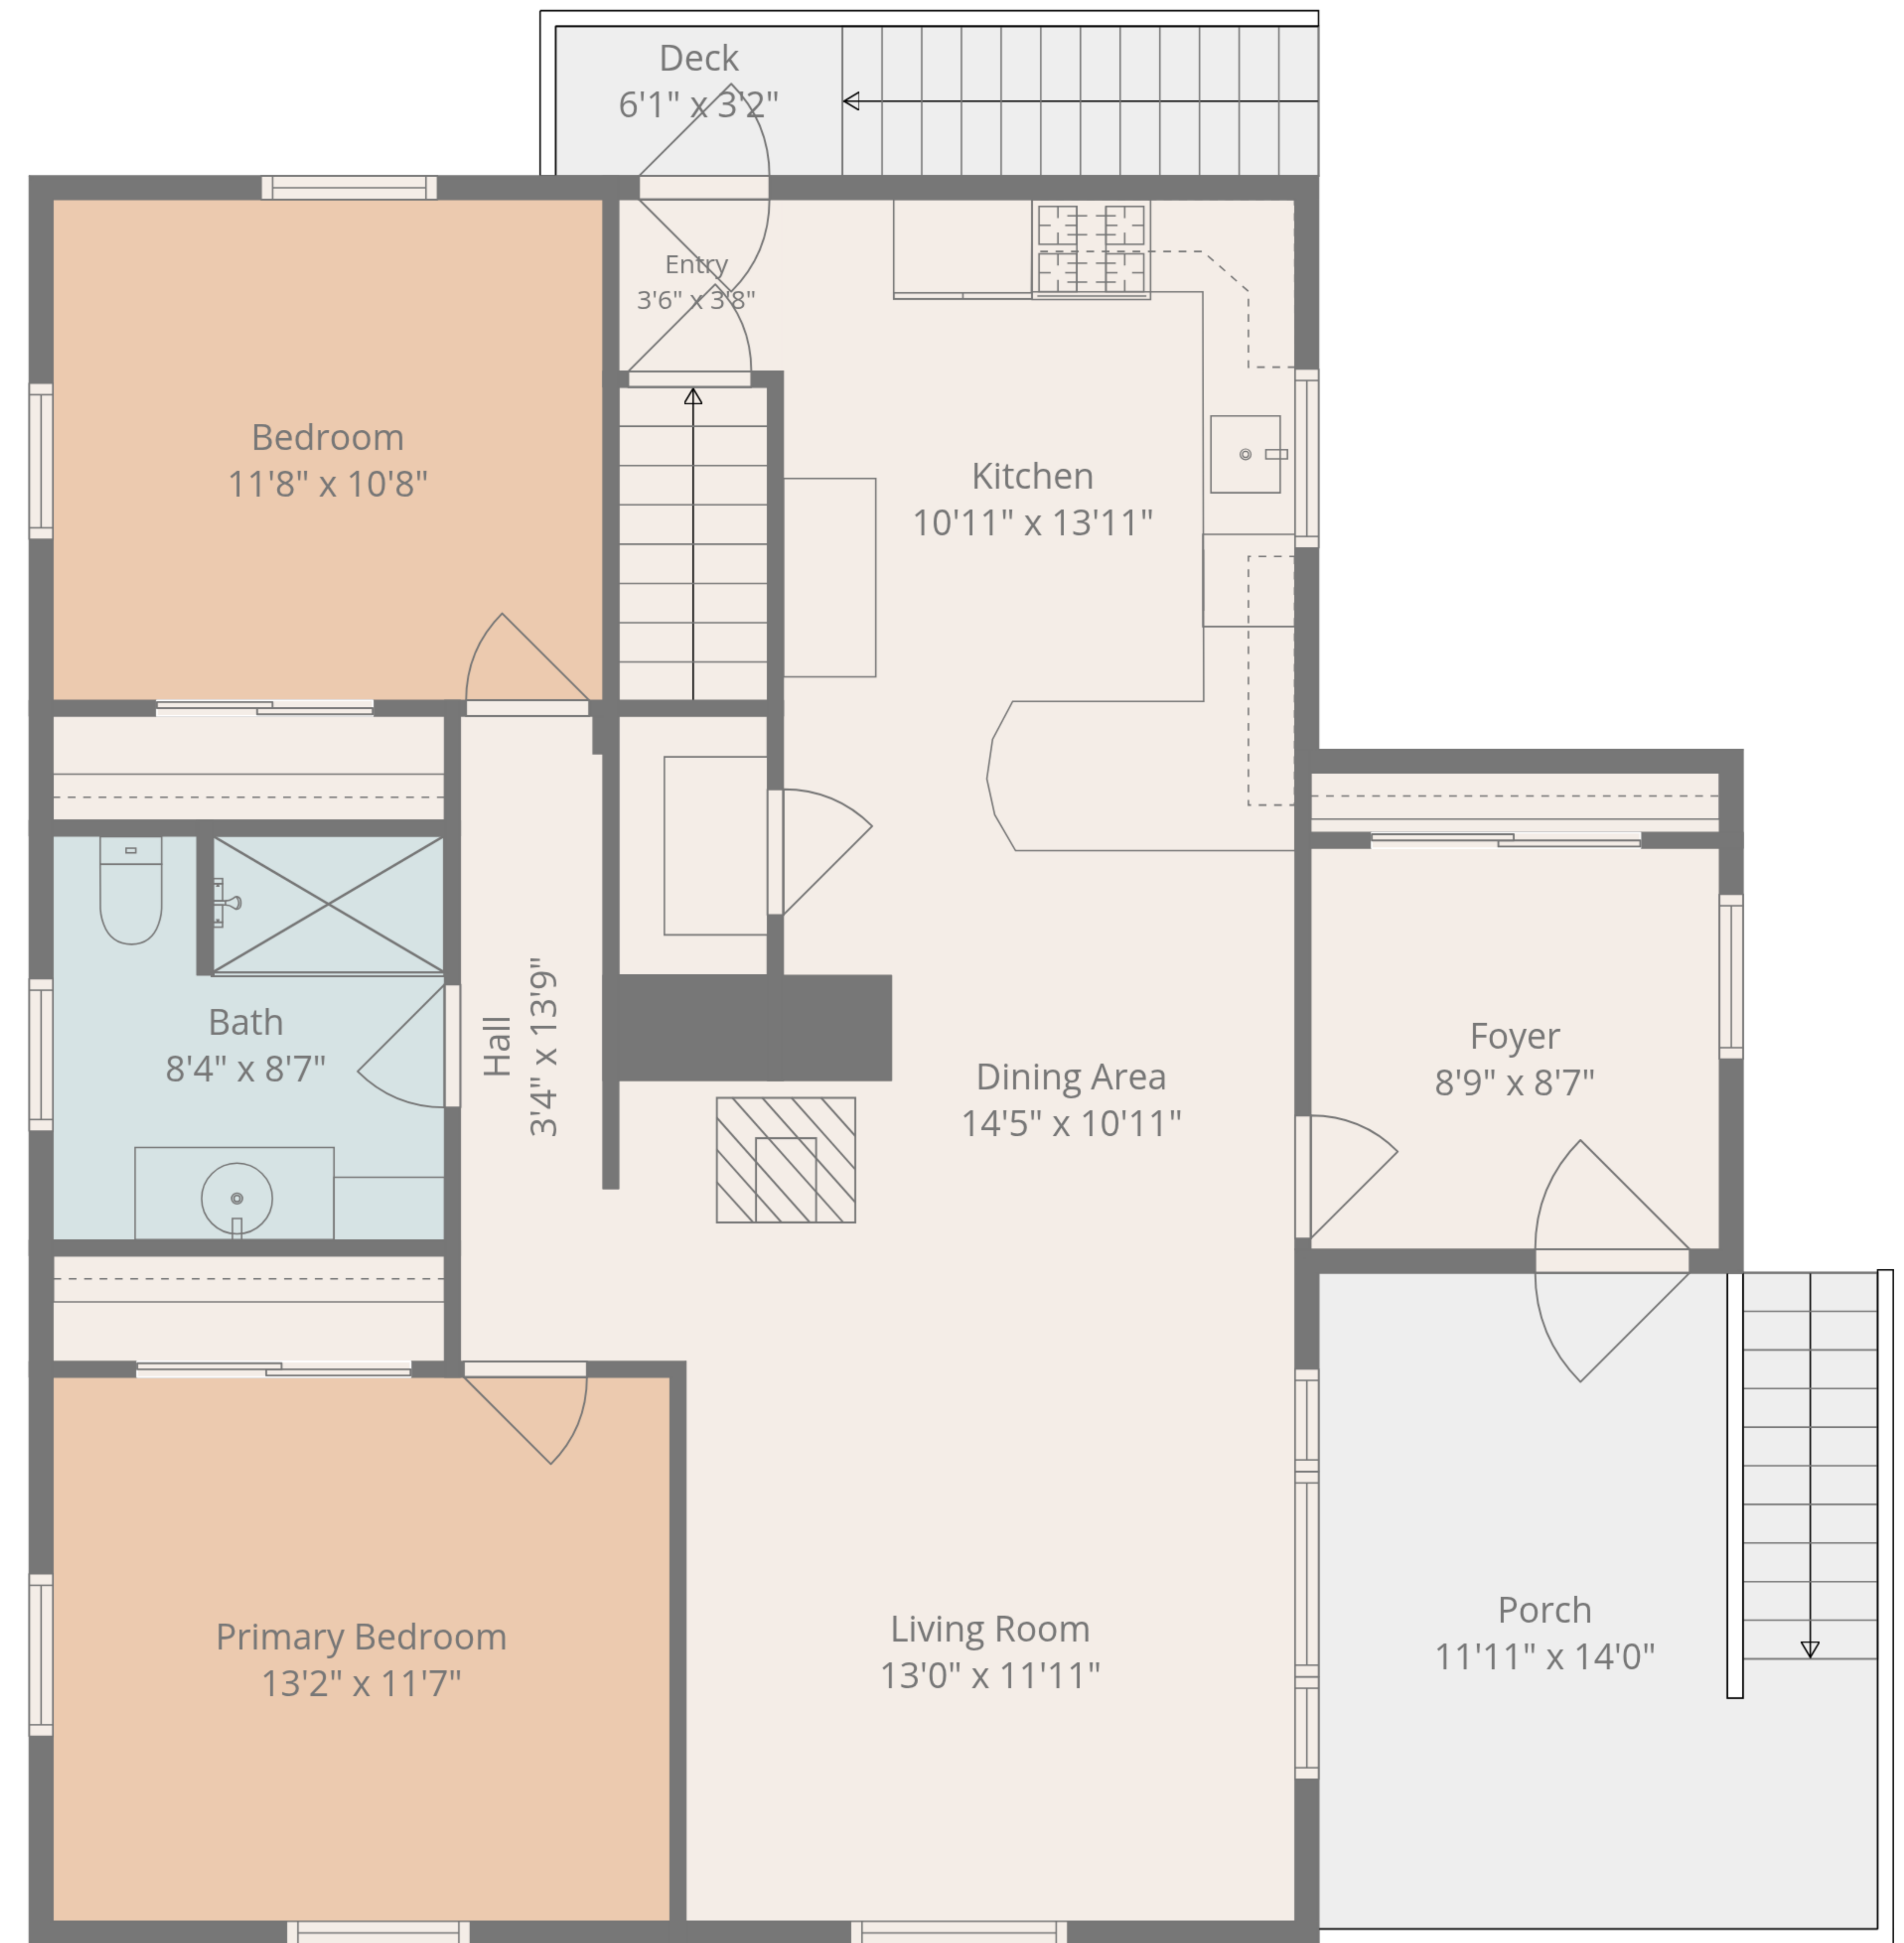 Deck
6'1" x 3'2"
Entry
3'6" x 3'8"
Bedroom
11'8" x 10'8"
Kitchen
10'11" x 13'11"
Bath
8'4" x 8'7"
Hall
3'4" x 13'9"
Dining Area
14'5" x 10'11"
Foyer
8'9" x 8'7"
Primary Bedroom
13'2" x 11'7"
Living Room
13'0" x 11'11"
Porch
11'11" x 14'0"